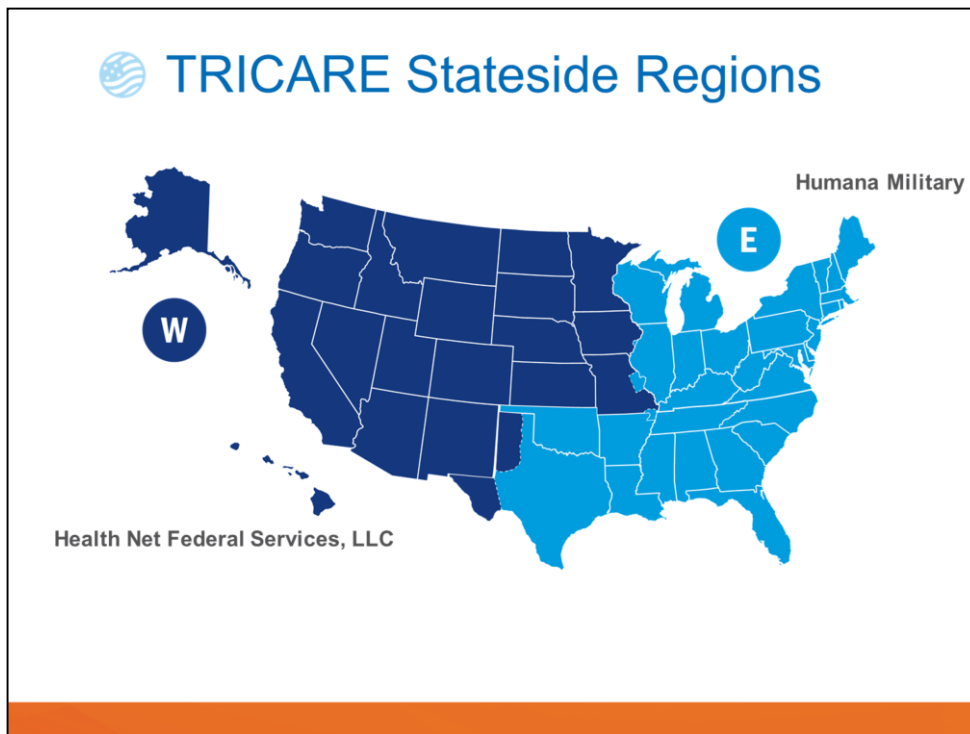 TRICARE Stateside Regions
Humana Military
E
W
Health Net Federal Services, LLC